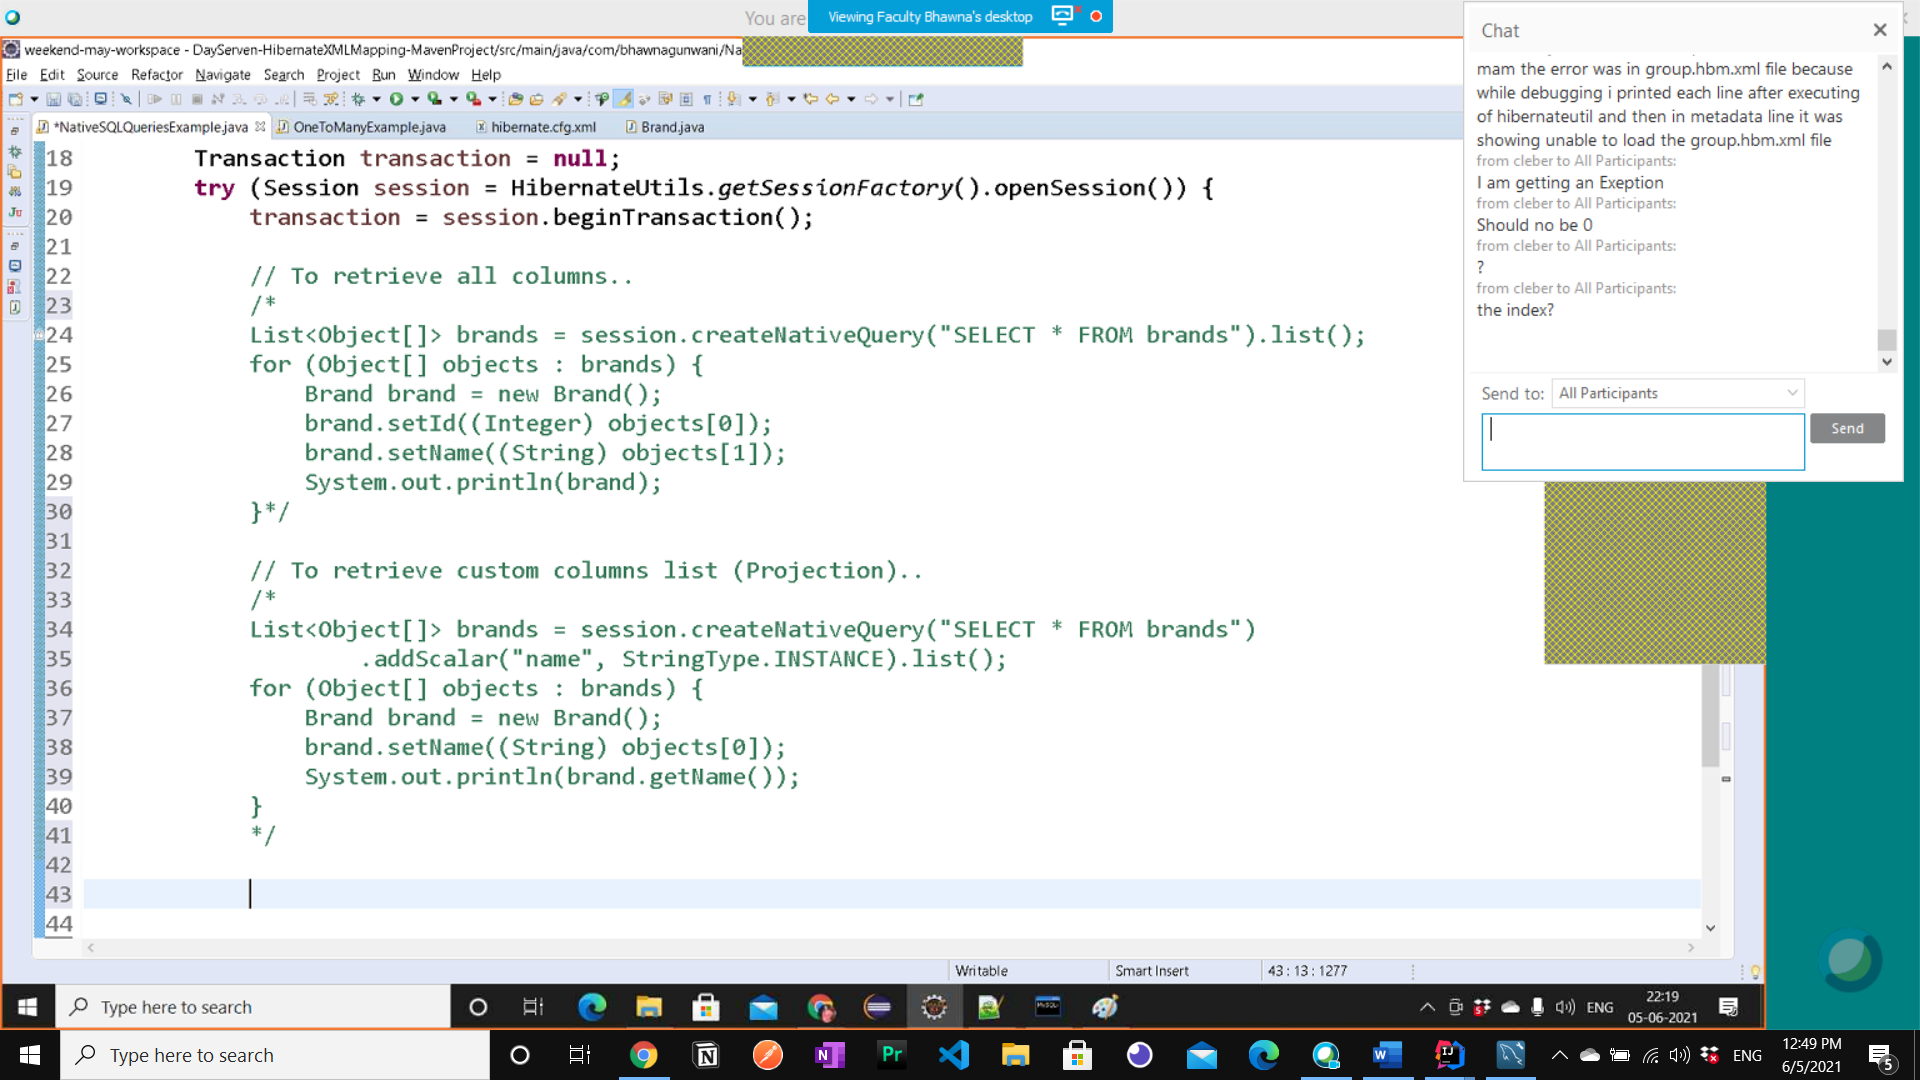 You are
Viewing Faculty Bhawna's desktop
weekend-may-workspace - DayServen-HibernateXMLMapping-MavenProject/src/main/java/com/bhawnagunwani/Na
File Edit Source Refactor Navigate Search Project Run Window Help
*NativeSQLQueriesExample.java OneToManyExample.java hibernate.cfg.xml Brand.java
18 Transaction transaction = null;
19 try (Session session = HibernateUtils.getSessionFactory().openSession()) {
20 transaction = session.beginTransaction();
21
22 // To retrieve all columns..
23 /*
24 List<Object[]> brands = session.createNativeQuery("SELECT * FROM brands").list();
25 for (Object[] objects : brands) {
26 Brand brand = new Brand();
27 brand.setId((Integer) objects[0]);
28 brand.setName((String) objects[1]);
29 System.out.println(brand);
30 }*/
31
32 // To retrieve custom columns list (Projection)..
33 /*
34 List<Object[]> brands = session.createNativeQuery("SELECT * FROM brands")
35 .addScalar("name", StringType.INSTANCE).list();
36 for (Object[] objects : brands) {
37 Brand brand = new Brand();
38 brand.setName((String) objects[0]);
39 System.out.println(brand.getName());
40 }
41 */
42
43
44
Writable Smart Insert 43 : 13 : 1277
Chat
mam the error was in group.hbm.xml file because
while debugging i printed each line after executing
of hibernateutil and then in metadata line it was
showing unable to load the group.hbm.xml file
from cleber to All Participants:
I am getting an Exeption
from cleber to All Participants:
Should no be 0
from cleber to All Participants:
?
from cleber to All Participants:
the index?
Send to: All Participants
Send
Type here to search
ENG
22:19
05-06-2021
Type here to search
ENG
12:49 PM
6/5/2021
5